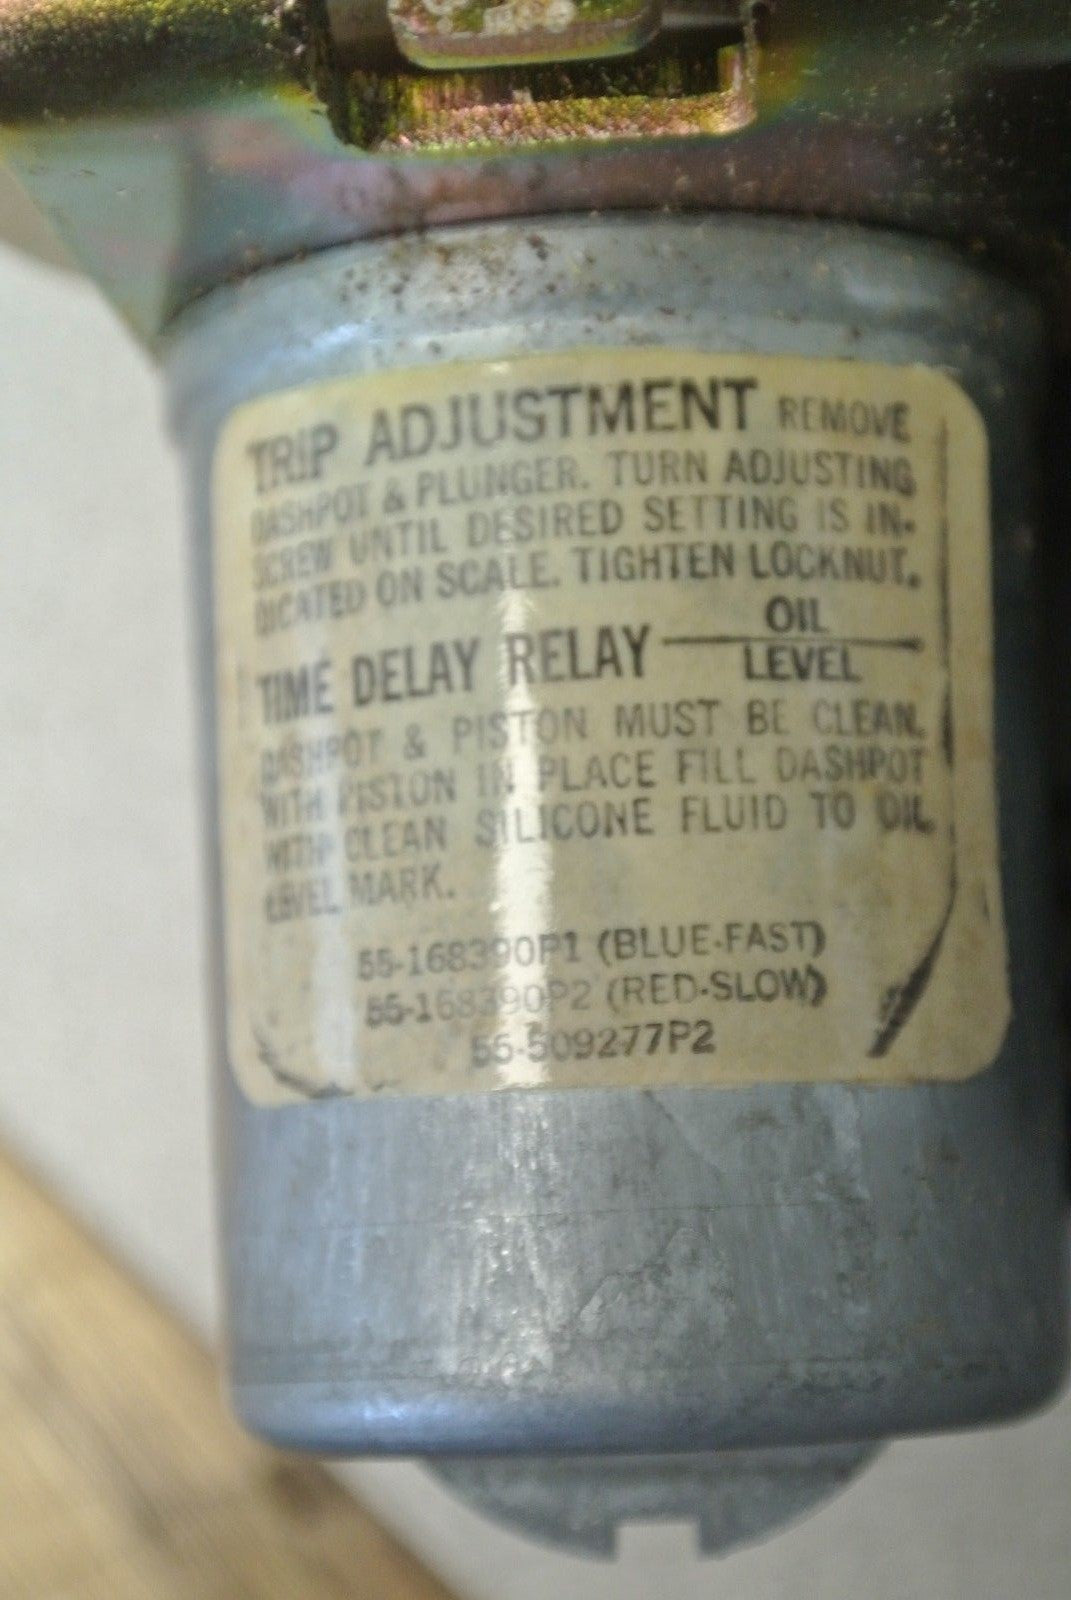 TRIP ADJUSTMENT REMOVE
DASHPOT & PLUNGER. TURN ADJUSTING
SCREW UNTIL DESIRED SETTING IS IN-
DICATED ON SCALE. TIGHTEN LOCKNUT.
TIME DELAY RELAY OIL LEVEL
DASHPOT & PISTON MUST BE CLEAN.
WITH PISTON IN PLACE FILL DASHPOT
WITH CLEAN SILICONE FLUID TO OIL
LEVEL MARK.
55-168390P1 (BLUE-FAST)
55-168390P2 (RED-SLOW)
55-509277P2